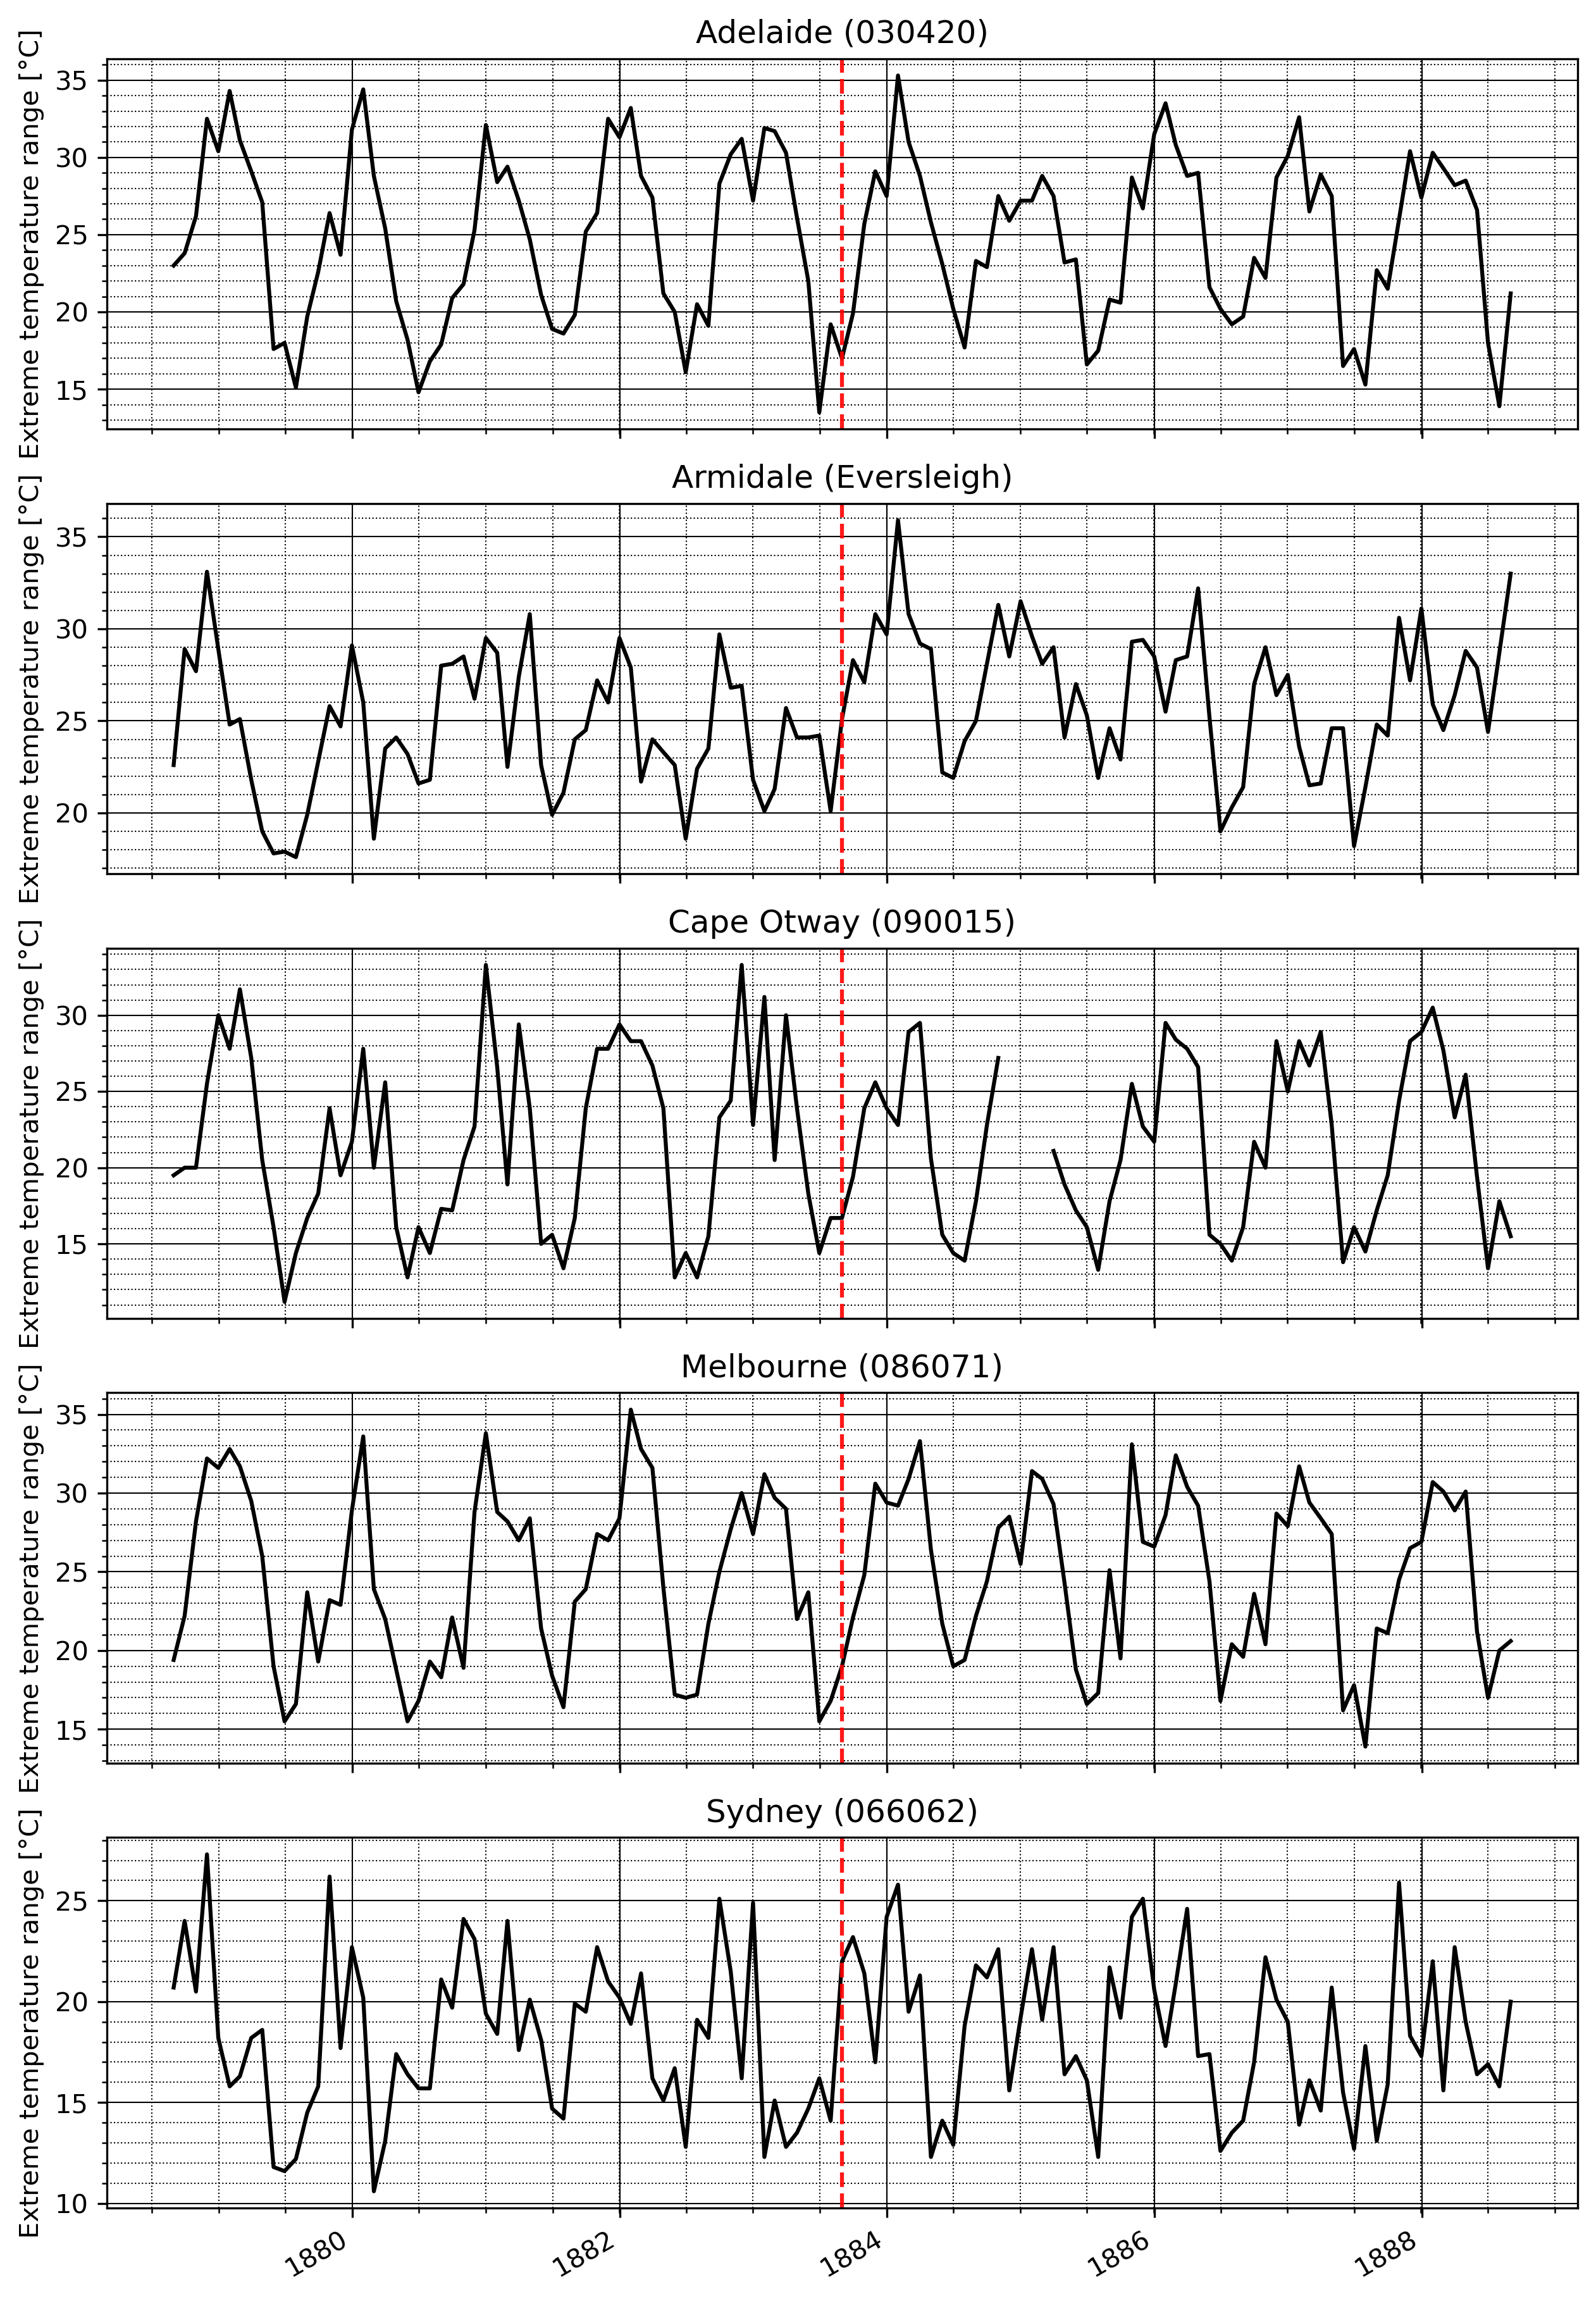 Adelaide (030420)
Extreme temperature range [°C]
35
30
25
20
15
Armidale (Eversleigh)
Extreme temperature range [°C]
35
30
25
20
Cape Otway (090015)
Extreme temperature range [°C]
30
25
20
15
Melbourne (086071)
Extreme temperature range [°C]
35
30
25
20
15
Sydney (066062)
Extreme temperature range [°C]
25
20
15
10
1880 1882 1884 1886 1888